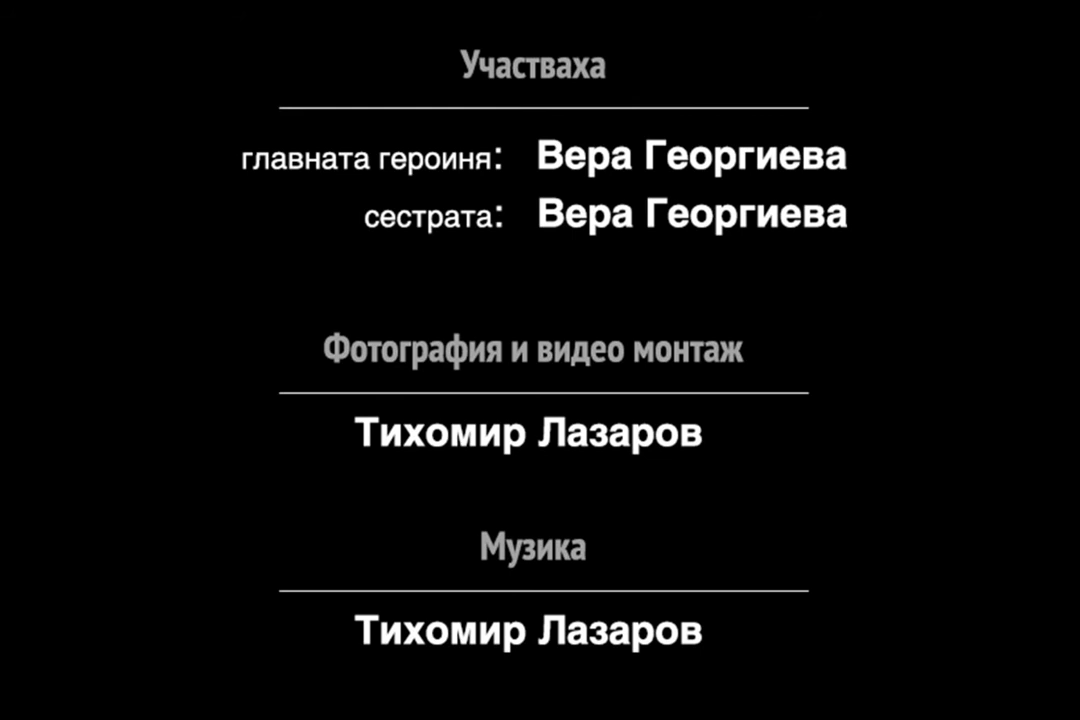 Участваха
главната героиня: Вера Георгиева
сестрата: Вера Георгиева
Фотография и видео монтаж
Тихомир Лазаров
Музика
Тихомир Лазаров